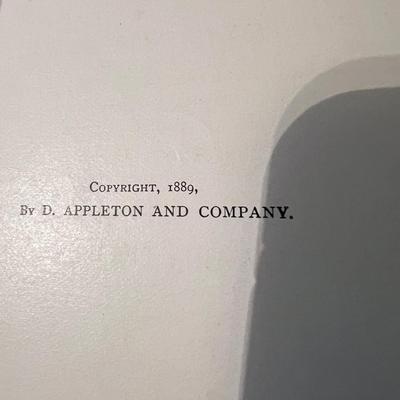 Copyright, 1889,
By D. APPLETON AND COMPANY.